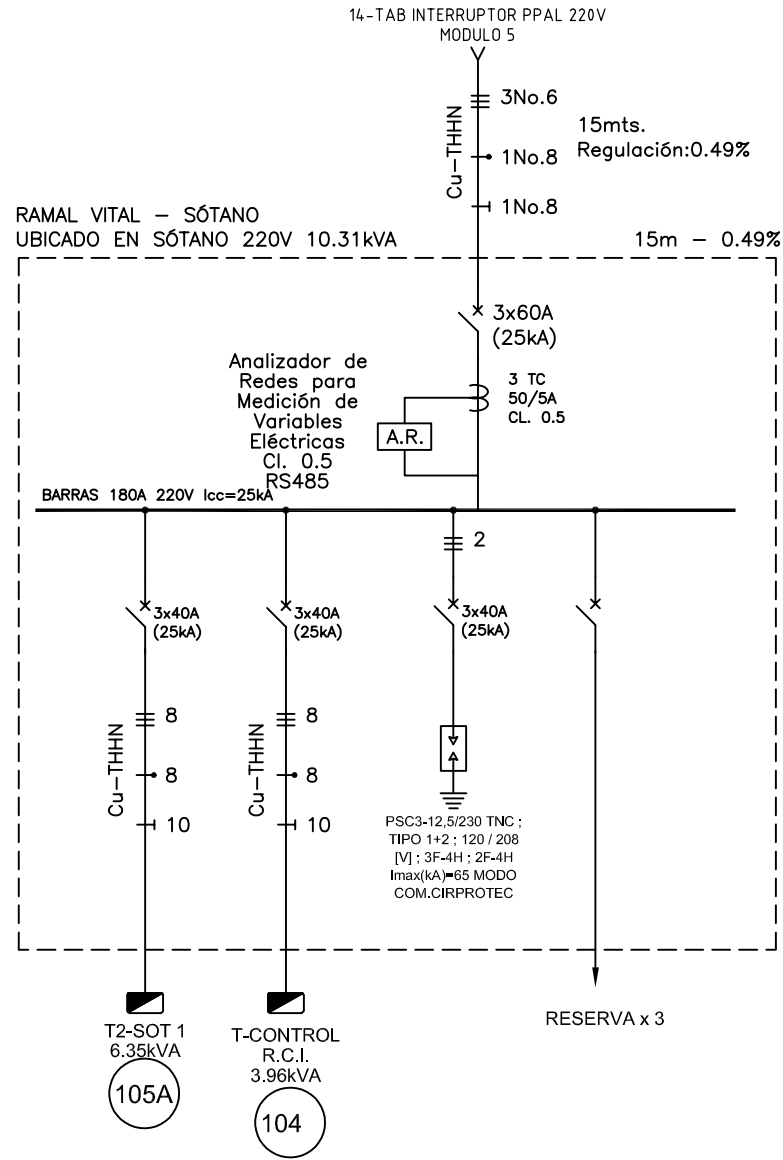 14-TAB INTERRUPTOR PPAL 220V
MODULO 5
3No.6
Cu-THHN
1No.8
1No.8
15mts.
Regulación:0.49%
RAMAL VITAL - SÓTANO
UBICADO EN SÓTANO 220V 10.31kVA
15m - 0.49%
3x60A
(25kA)
Analizador de
Redes para
Medición de
Variables
Eléctricas
Cl. 0.5
RS485
A.R.
3 TC
50/5A
CL. 0.5
BARRAS 180A 220V Icc=25kA
2
3x40A
(25kA)
3x40A
(25kA)
3x40A
(25kA)
Cu-THHN
8
8
10
Cu-THHN
8
8
10
PSC3-12,5/230 TNC ;
TIPO 1+2 ; 120 / 208
[V] ; 3F-4H ; 2F-4H
Imax(kA)=65 MODO
COM.CIRPROTEC
T2-SOT 1
6.35kVA
105A
T-CONTROL
R.C.I.
3.96kVA
104
RESERVA x 3